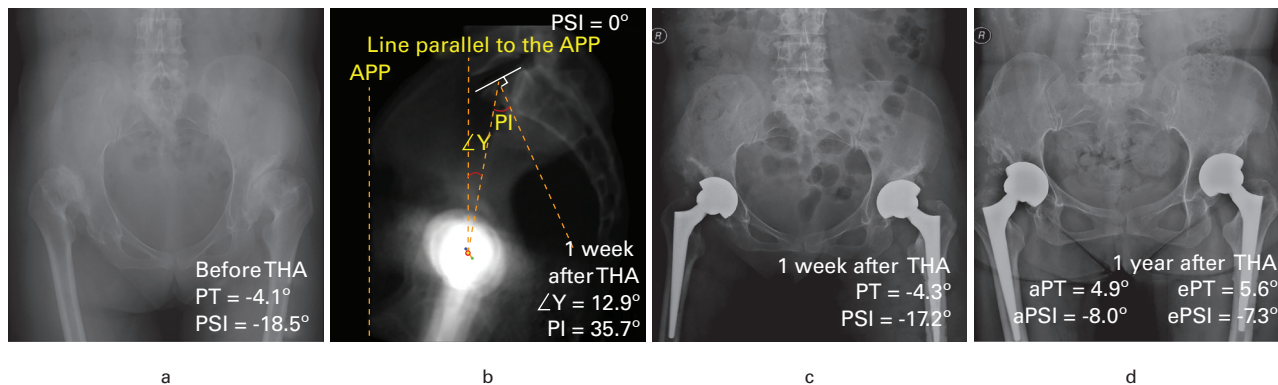 Before THA
PT = -4.1°
PSI = -18.5°
PSI = 0°
Line parallel to the APP
APP
PI
∠Y
1 week
after THA
∠Y = 12.9°
PI = 35.7°
R
1 week after THA
PT = -4.3°
PSI = -17.2°
R
1 year after THA
aPT = 4.9° ePT = 5.6°
aPSI = -8.0° ePSI = -7.3°
a
b
c
d